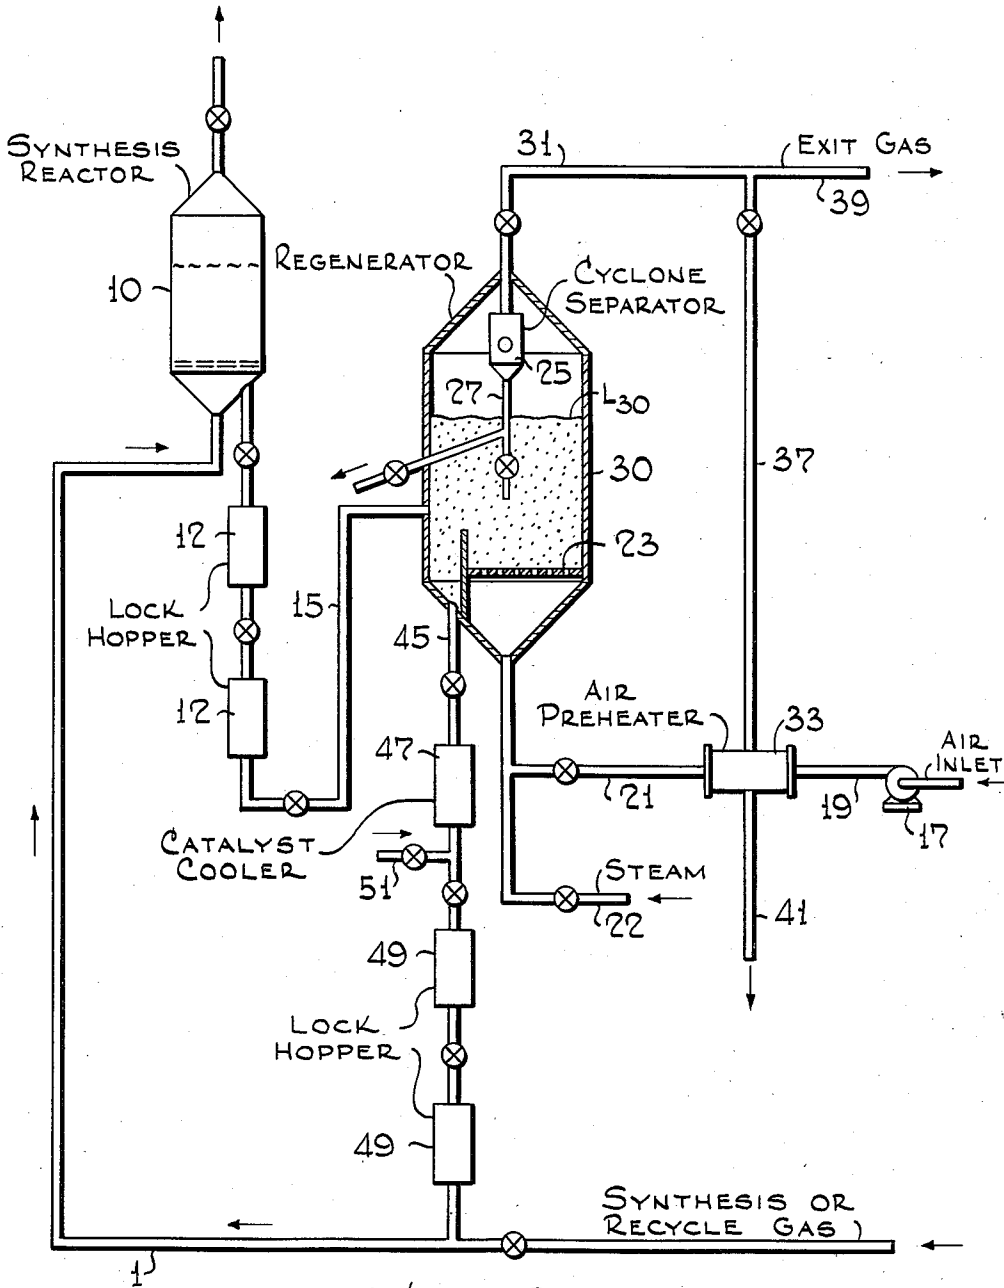 31
EXIT GAS
39
SYNTHESIS
REACTOR
REGENERATOR
CYCLONE
SEPARATOR
10
25
27
L30
30
37
12
23
15
LOCK
HOPPER
45
12
AIR
PREHEATER
33
47
AIR
INLET
21
19
17
CATALYST
COOLER
51
STEAM
22
41
49
LOCK
HOPPER
49
SYNTHESIS OR
RECYCLE GAS
1